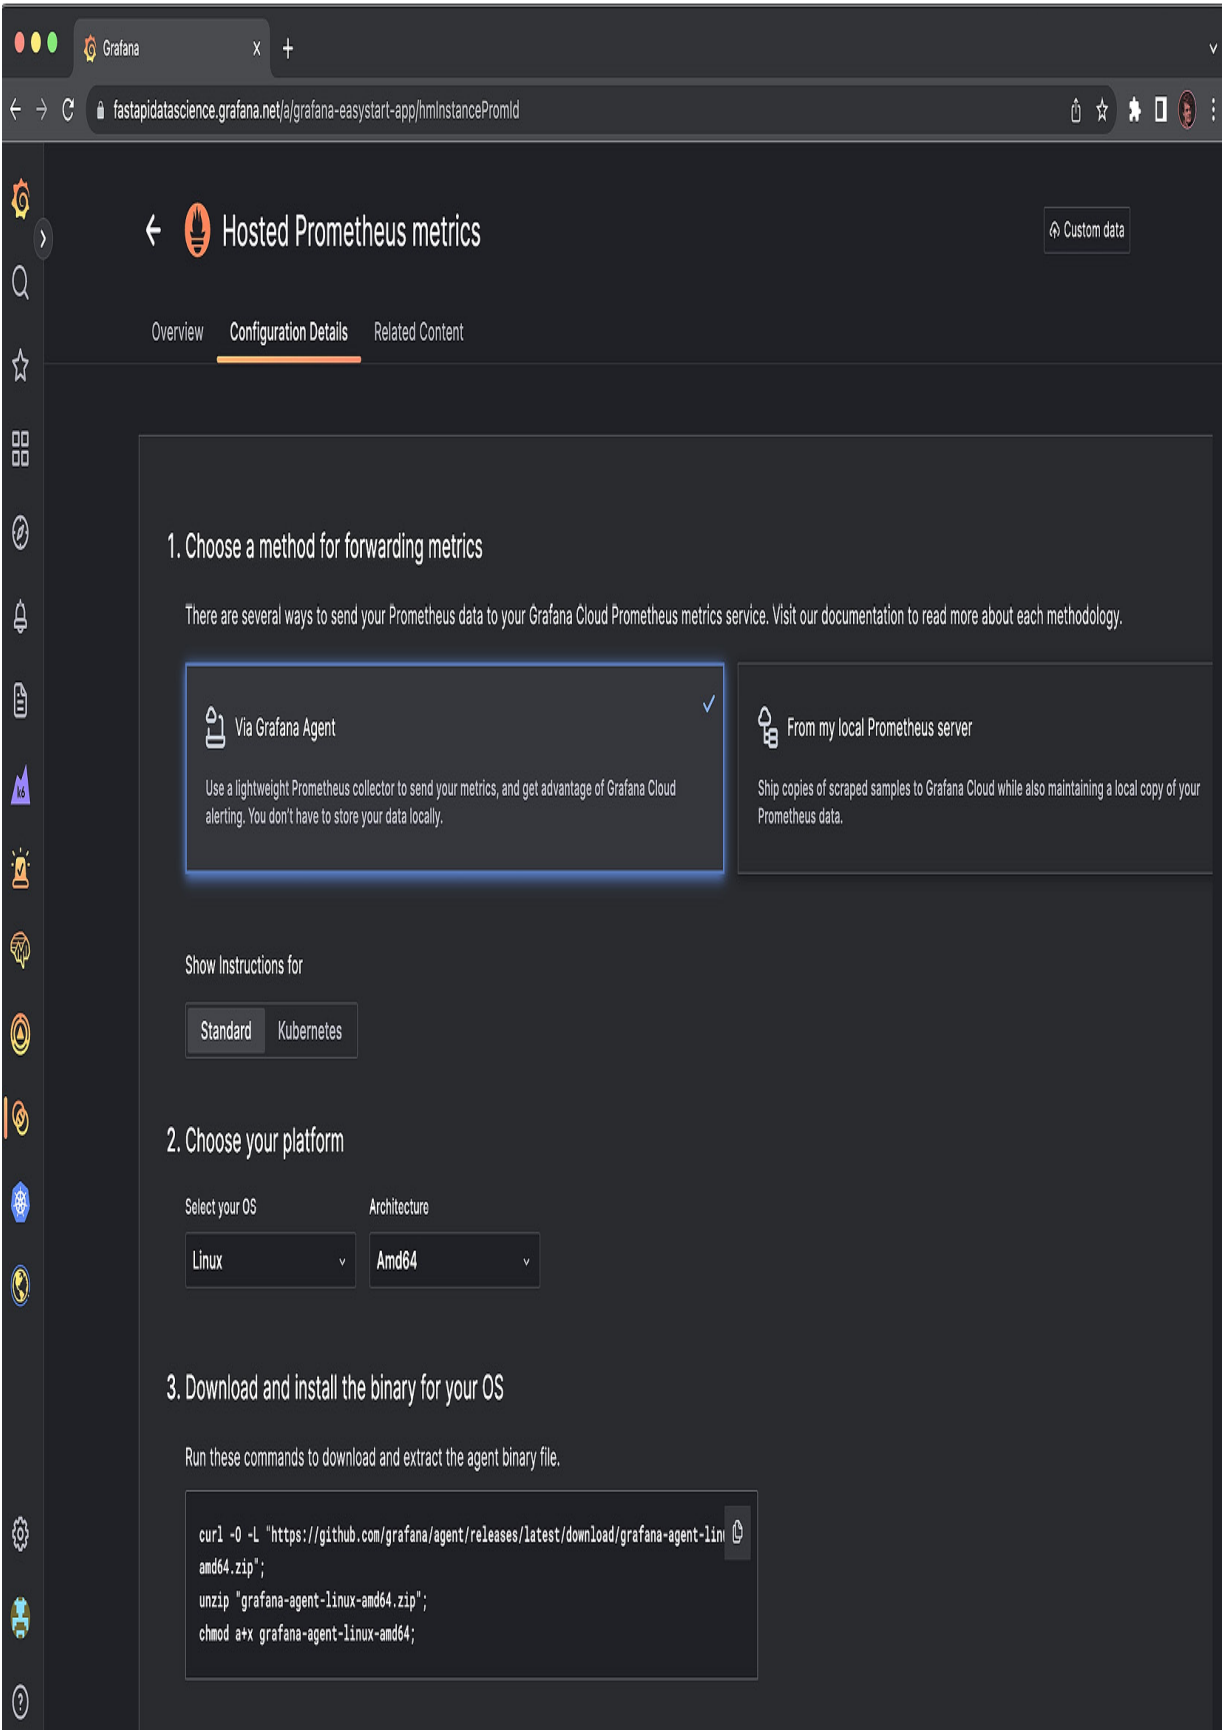 Grafana
fastapidatascience.grafana.net/a/grafana-easystart-app/hmInstancePromId
Hosted Prometheus metrics
Custom data
Overview Configuration Details Related Content
1. Choose a method for forwarding metrics
There are several ways to send your Prometheus data to your Grafana Cloud Prometheus metrics service. Visit our documentation to read more about each methodology.
Via Grafana Agent
Use a lightweight Prometheus collector to send your metrics, and get advantage of Grafana Cloud
alerting. You don't have to store your data locally.
From my local Prometheus server
Ship copies of scraped samples to Grafana Cloud while also maintaining a local copy of your
Prometheus data.
k6
Show Instructions for
Standard Kubernetes
2. Choose your platform
Select your OS Architecture
Linux Amd64
3. Download and install the binary for your OS
Run these commands to download and extract the agent binary file.
curl -O -L "https://github.com/grafana/agent/releases/latest/download/grafana-agent-lin
amd64.zip";
unzip "grafana-agent-linux-amd64.zip";
chmod a+x grafana-agent-linux-amd64;